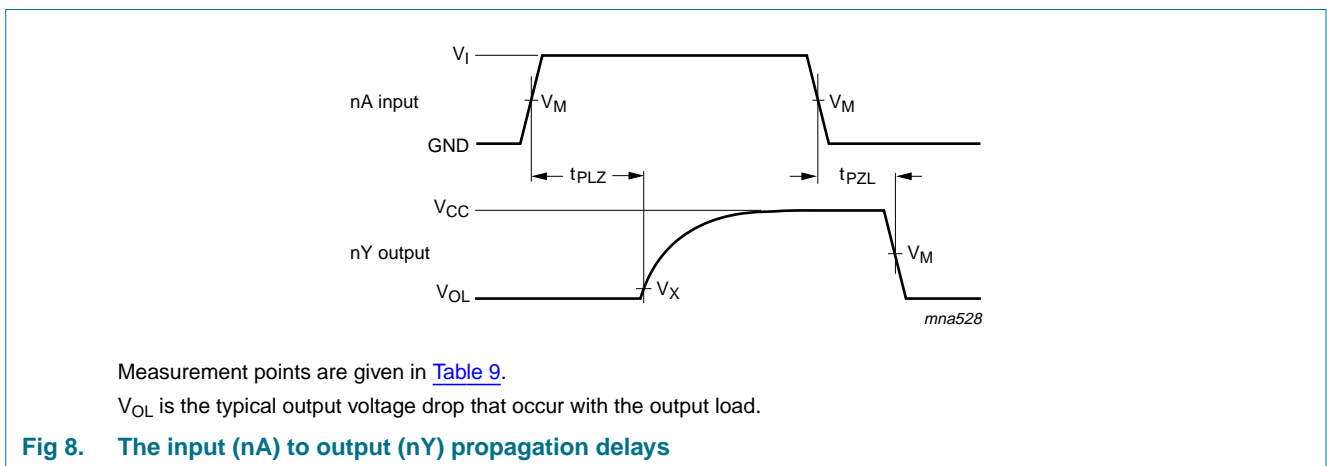 V_I
nA input
V_M
V_M
GND
t_PLZ
t_PZL
V_CC
nY output
V_M
V_OL
V_X
mna528
Measurement points are given in Table 9.
V_OL is the typical output voltage drop that occur with the output load.
Fig 8. The input (nA) to output (nY) propagation delays